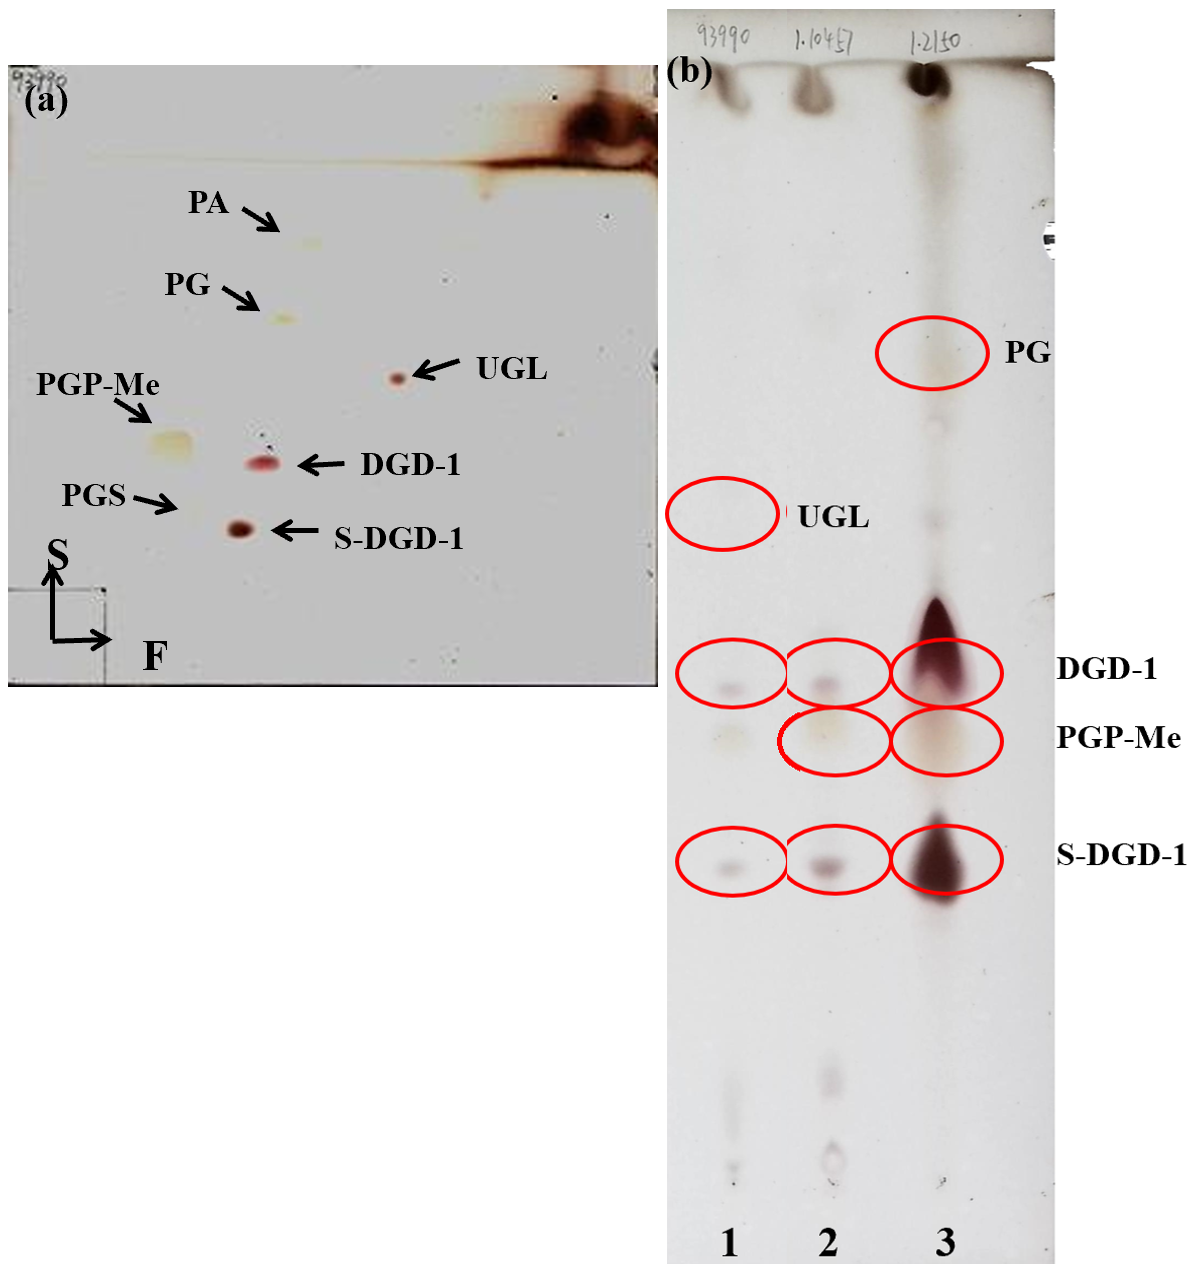 93990
(a)
PA
PG
UGL
PGP-Me
DGD-1
PGS
S-DGD-1
S
F
93990 1.10457 1.2150
(b)
PG
UGL
DGD-1
PGP-Me
S-DGD-1
1 2 3